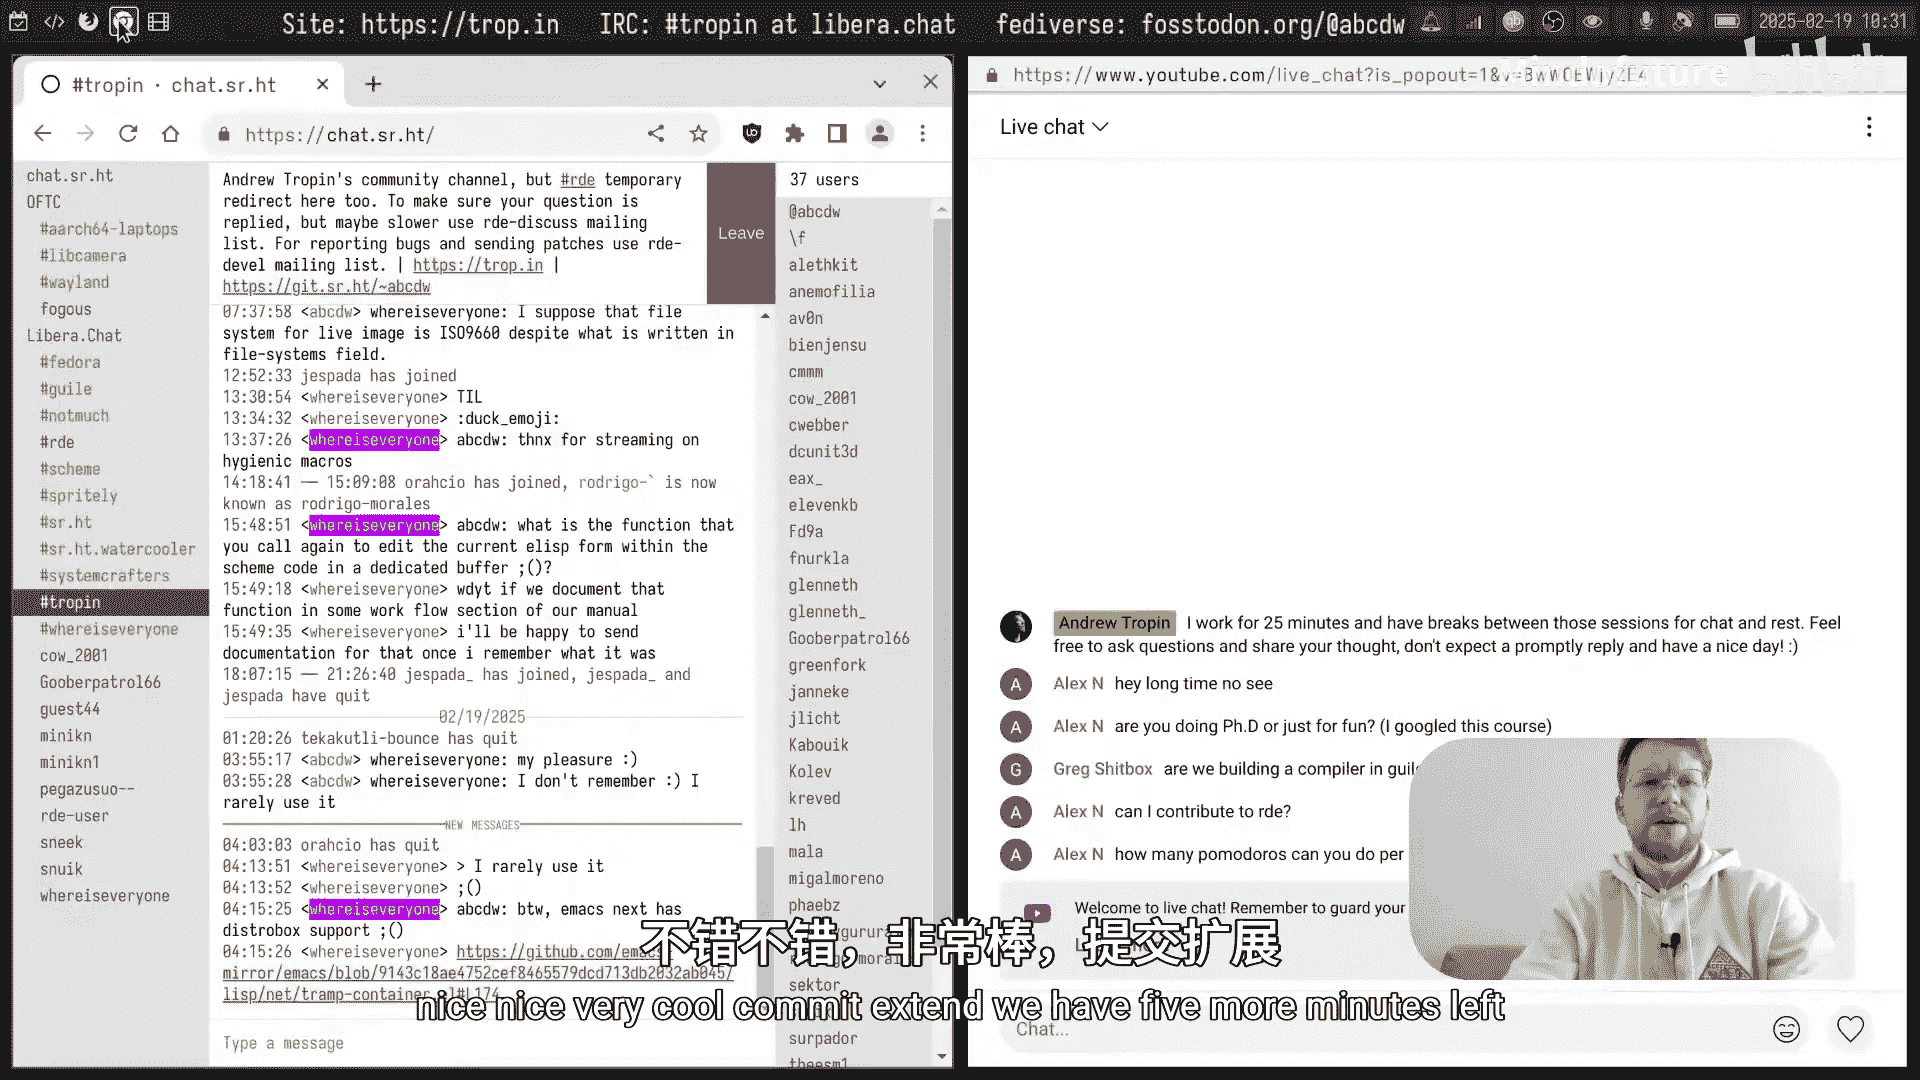 Site: https://trop.in IRC: #tropin at libera.chat fediverse: fosstodon.org/@abcdw
2025-02-19 10:31
#tropin · chat.sr.ht
https://chat.sr.ht/
chat.sr.ht
OFTC
#aarch64-laptops
#libcamera
#wayland
fogous
Libera.Chat
#fedora
#guile
#notmuch
#rde
#scheme
#spritely
#sr.ht
#sr.ht.watercooler
#systemcrafters
#tropin
#whereiseveryone
cow_2001
Gooberpatrol66
guest44
minikn
minikn1
pegazusuo--
rde-user
sneek
snuik
whereiseveryone
Andrew Tropin's community channel, but #rde temporary
redirect here too. To make sure your question is
replied, but maybe slower use rde-discuss mailing
list. For reporting bugs and sending patches use rde-
devel mailing list. | https://trop.in |
https://git.sr.ht/~abcdw
Leave
07:37:58 <abcdw> whereiseveryone: I suppose that file
system for live image is ISO9660 despite what is written in
file-systems field.
12:52:33 jespada has joined
13:30:54 <whereiseveryone> TIL
13:34:32 <whereiseveryone> :duck_emoji:
13:37:26 <whereiseveryone> abcdw: thnx for streaming on
hygienic macros
14:18:41 — 15:09:08 orahcio has joined, rodrigo-` is now
known as rodrigo-morales
15:48:51 <whereiseveryone> abcdw: what is the function that
you call again to edit the current elisp form within the
scheme code in a dedicated buffer ;()?
15:49:18 <whereiseveryone> wdyt if we document that
function in some work flow section of our manual
15:49:35 <whereiseveryone> i'll be happy to send
documentation for that once i remember what it was
18:07:15 — 21:26:40 jespada_ has joined, jespada_ and
jespada have quit
02/19/2025
01:20:26 tekakutli-bounce has quit
03:55:17 <abcdw> whereiseveryone: my pleasure :)
03:55:28 <abcdw> whereiseveryone: I don't remember :) I
rarely use it
NEW MESSAGES
04:03:03 orahcio has quit
04:13:51 <whereiseveryone> > I rarely use it
04:13:52 <whereiseveryone> ;()
04:15:25 <whereiseveryone> abcdw: btw, emacs next has
distrobox support ;()
04:15:26 <whereiseveryone> https://github.com/emacs-
mirror/emacs/blob/9143c18ae4752cef8465579dcd713db2032ab045/
lisp/net/tramp-container.el#L174
Type a message
37 users
@abcdw
\f
alethkit
anemofilia
av0n
bienjensu
cmmm
cow_2001
cwebber
dcunit3d
eax_
elevenkb
Fd9a
fnurkla
glenneth
glenneth_
Gooberpatrol66
greenfork
janneke
jlicht
Kabouik
Kolev
kreved
lh
mala
migalmoreno
phaebz
sektor
surpador
theesm1
https://www.youtube.com/live_chat?is_popout=1&v=BwWOEWjyZE4
Live chat
Andrew Tropin I work for 25 minutes and have breaks between those sessions for chat and rest. Feel
free to ask questions and share your thought, don't expect a promptly reply and have a nice day! :)
A Alex N hey long time no see
A Alex N are you doing Ph.D or just for fun? (I googled this course)
G Greg Shitbox are we building a compiler in guile
A Alex N can I contribute to rde?
A Alex N how many pomodoros can you do per
Welcome to live chat! Remember to guard your
Chat...
不错不错，非常棒，提交扩展
nice nice very cool commit extend we have five more minutes left